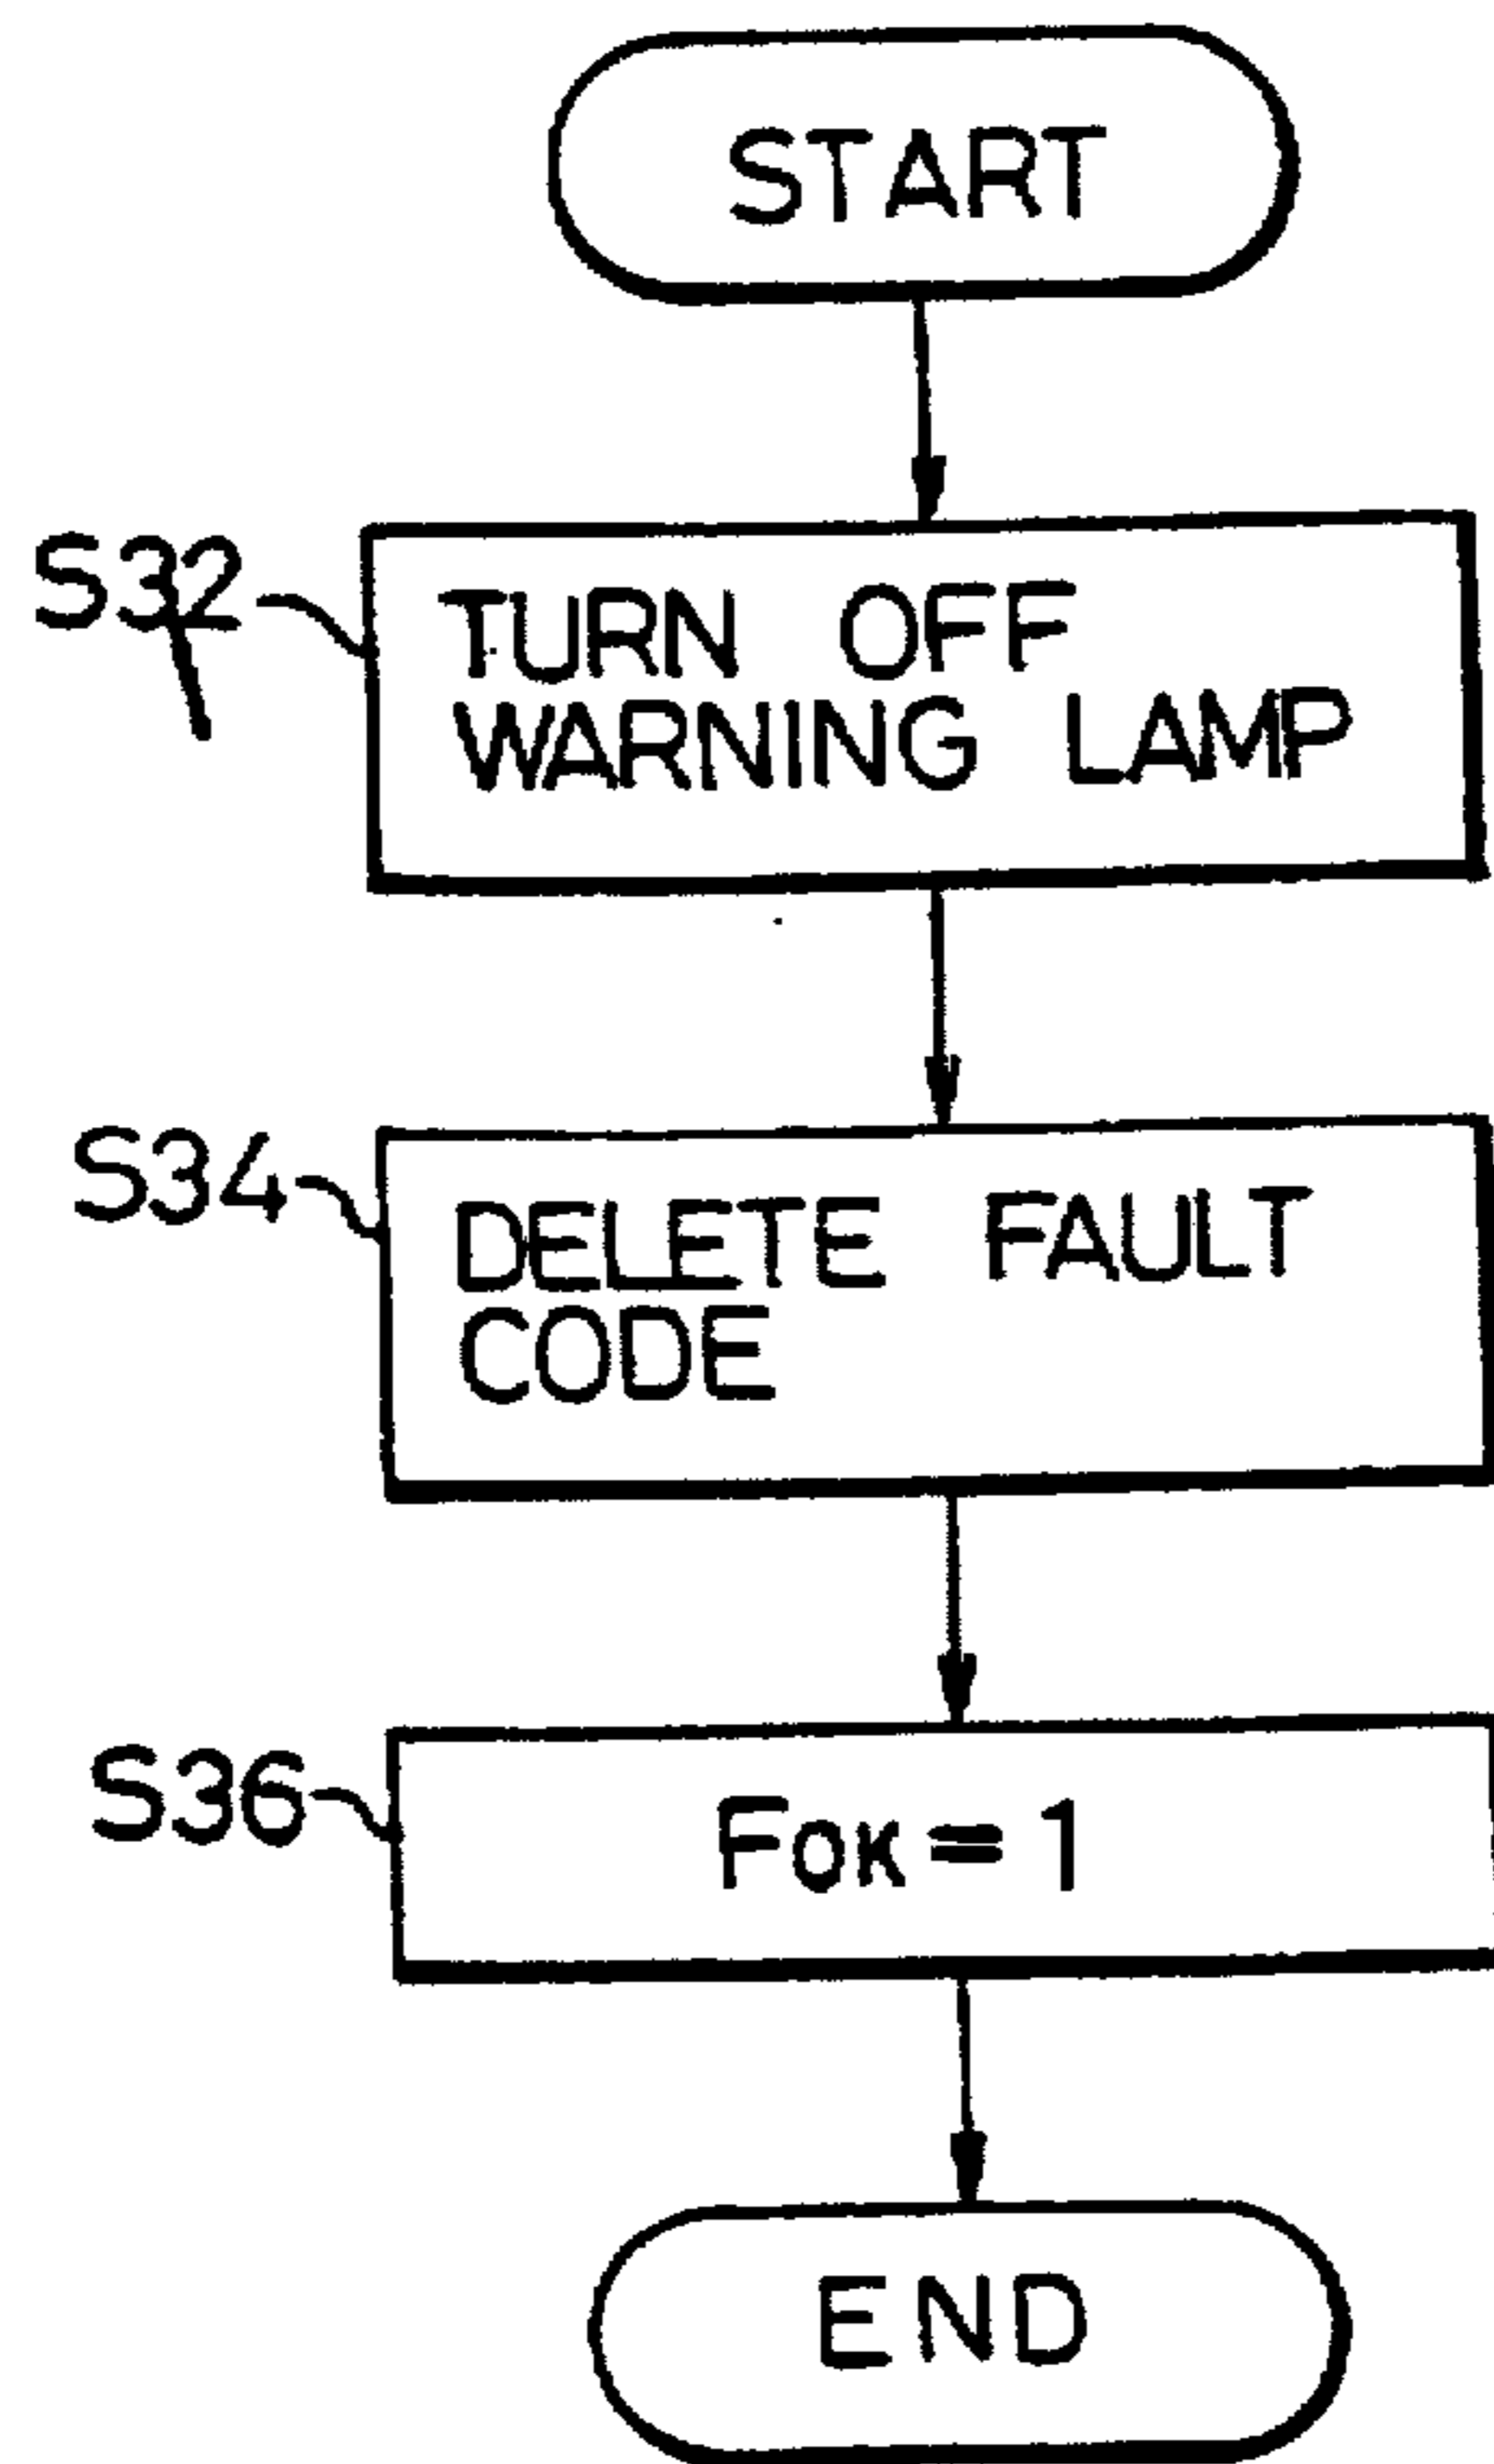 START
S32
TURN OFF
WARNING LAMP
S34
DELETE FAULT
CODE
S36
FOK=1
END